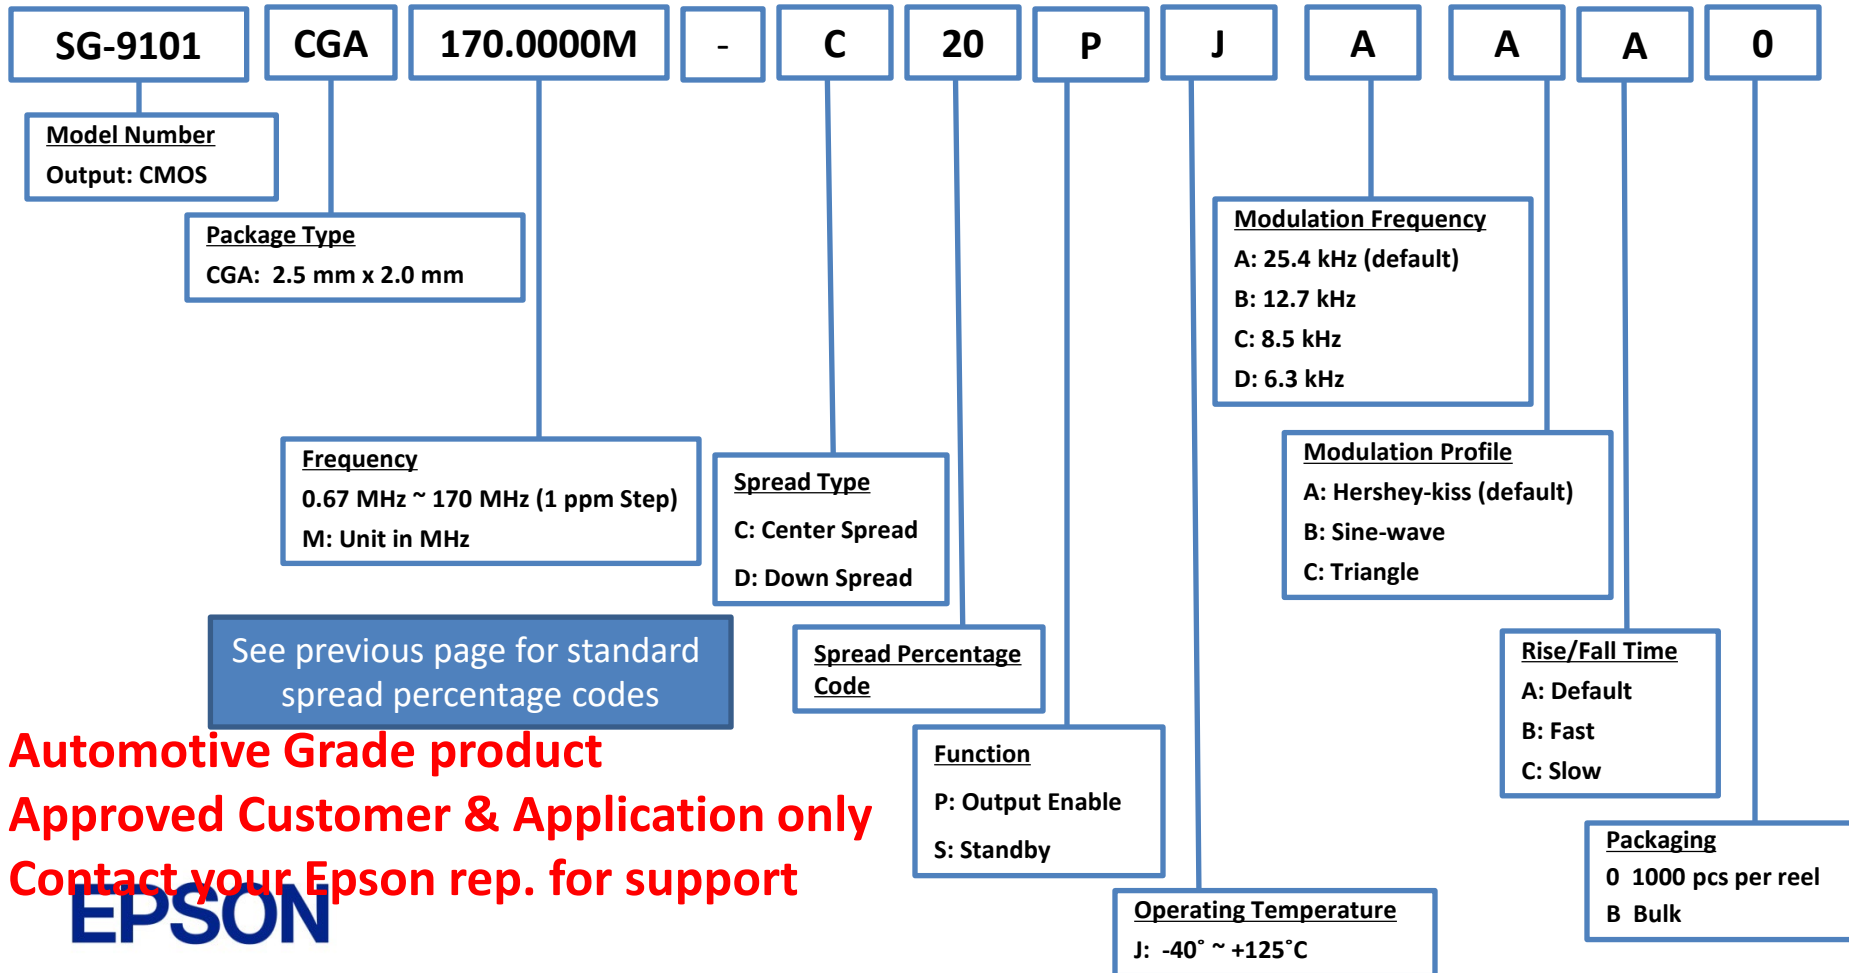 SG-9101 CGA 170.0000M - C 20 P J A A A 0
Model Number
Output: CMOS
Package Type
CGA: 2.5 mm x 2.0 mm
Modulation Frequency
A: 25.4 kHz (default)
B: 12.7 kHz
C: 8.5 kHz
D: 6.3 kHz
Frequency
0.67 MHz ~ 170 MHz (1 ppm Step)
M: Unit in MHz
Spread Type
C: Center Spread
D: Down Spread
Modulation Profile
A: Hershey-kiss (default)
B: Sine-wave
C: Triangle
See previous page for standard
spread percentage codes
Spread Percentage
Code
Rise/Fall Time
A: Default
B: Fast
C: Slow
Automotive Grade product
Approved Customer & Application only
Contact your Epson rep. for support
EPSON
Function
P: Output Enable
S: Standby
Packaging
0 1000 pcs per reel
B Bulk
Operating Temperature
J: -40˚ ~ +125˚C